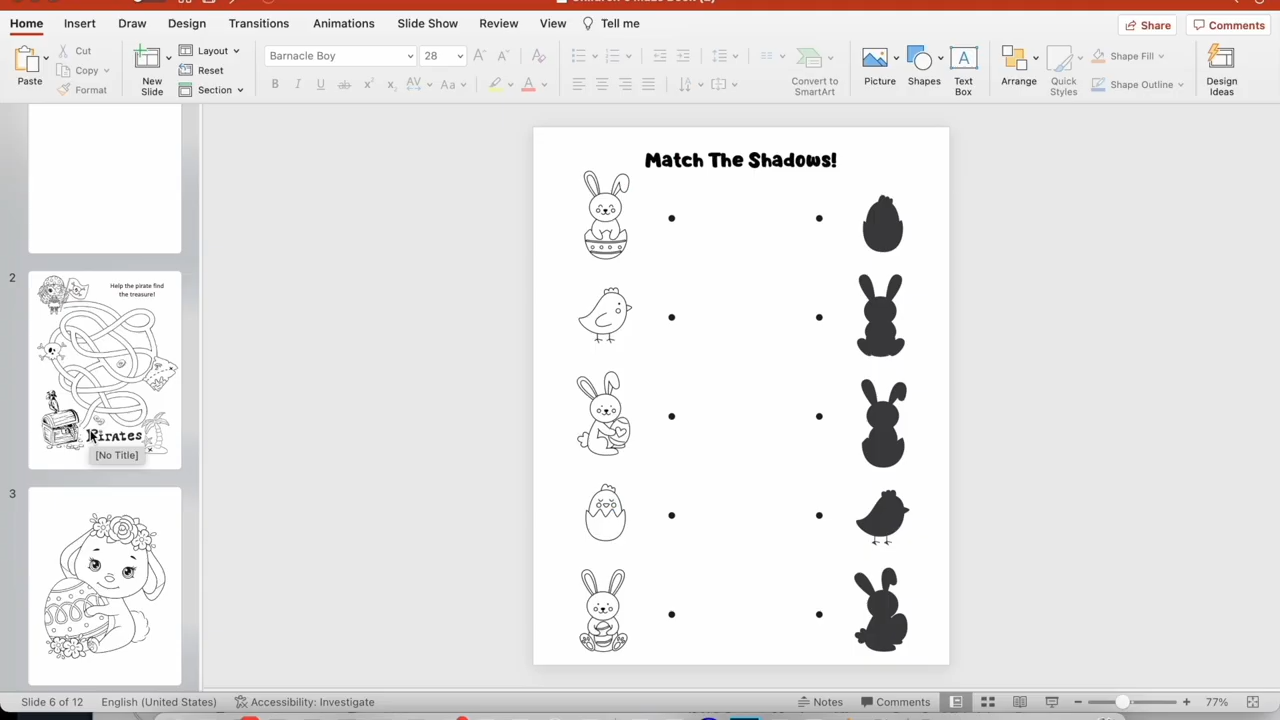 Home
Insert
Draw
Design
Transitions
Animations
Slide Show
Review
View
Tell me
Share
Comments
Paste
Cut
Copy
Format
New
Slide
Layout
Reset
Section
Barnacle Boy
28
Convert to
SmartArt
Picture
Shapes
Text
Box
Arrange
Quick
Styles
Shape Fill
Shape Outline
Design
Ideas
2
Help the pirate find
the treasure!
Pirates
[No Title]
3
Match The Shadows!
Slide 6 of 12
English (United States)
Accessibility: Investigate
Notes
Comments
77%